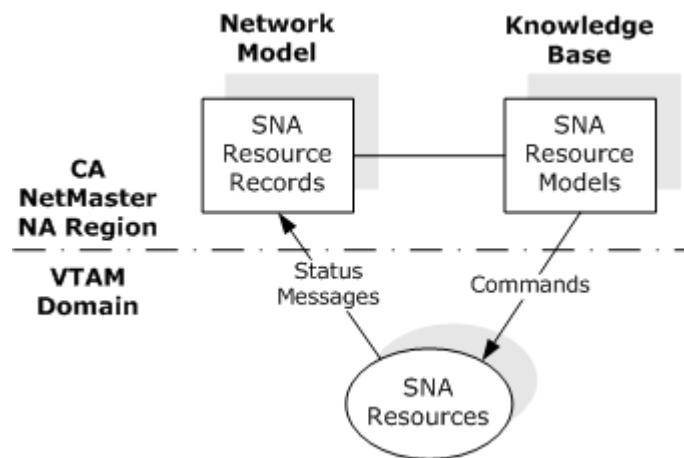 Network
Model
Knowledge
Base
SNA
Resource
Records
SNA
Resource
Models
CA
NetMaster
NA Region
VTAM
Domain
Status
Messages
Commands
SNA
Resources